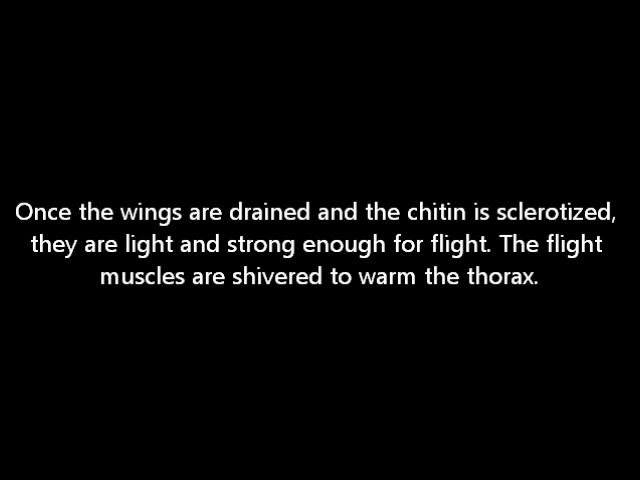 Once the wings are drained and the chitin is sclerotized,
they are light and strong enough for flight. The flight
muscles are shivered to warm the thorax.